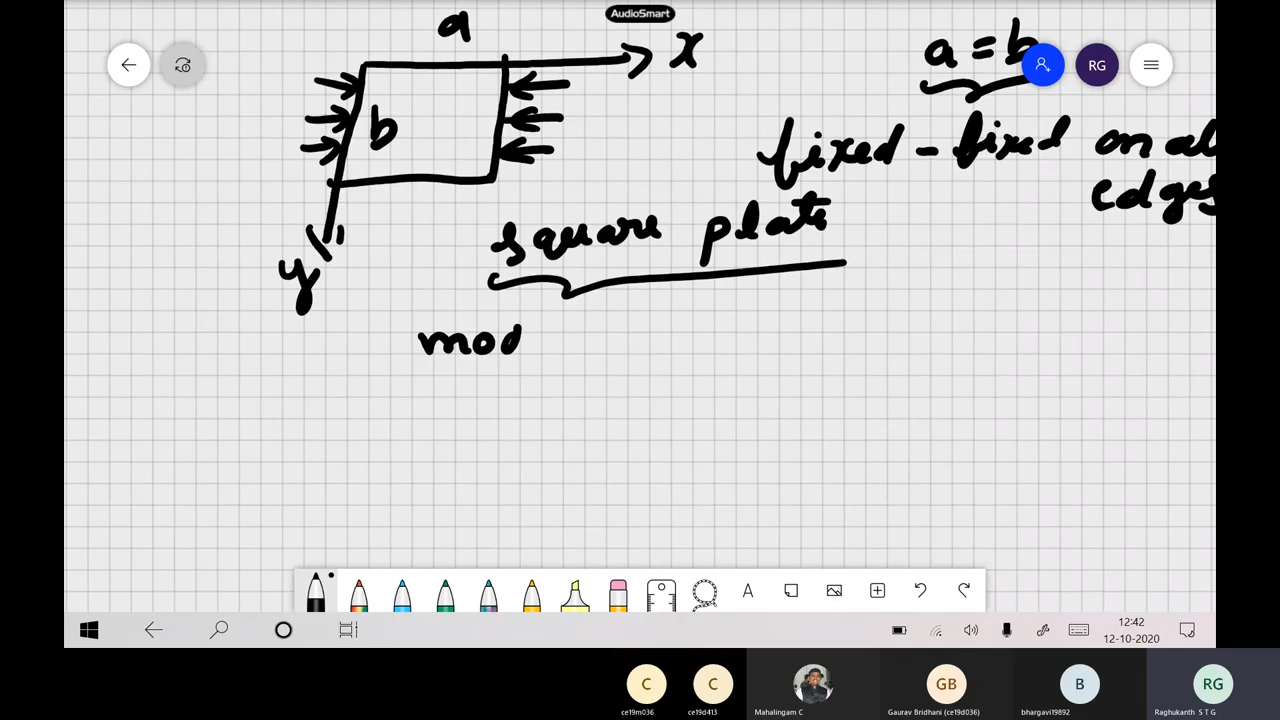 AudioSmart
a
x
a = b
RG
b
fixed - fixed on al
edges
square plate
y
mod
A
12:42
12-10-2020
C
C
GB
B
RG
ce19m036
ce19d413
Mahalingam C
Gaurav Bridhani (ce19d036)
bhargavi19892
Raghukanth S T G